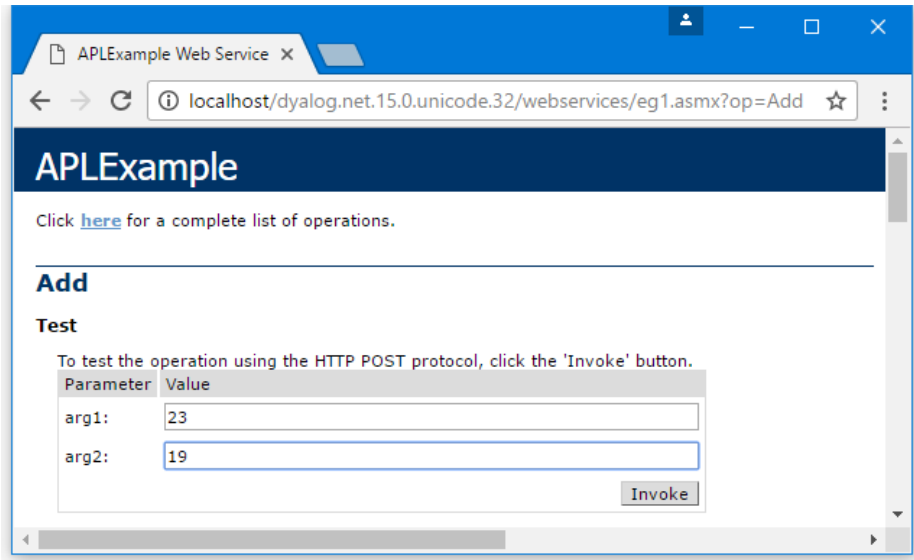 APLExample Web Service
localhost/dyalog.net.15.0.unicode.32/webservices/eg1.asmx?op=Add
APLExample
Click here for a complete list of operations.
Add
Test
To test the operation using the HTTP POST protocol, click the 'Invoke' button.
Parameter Value
arg1: 23
arg2: 19
Invoke